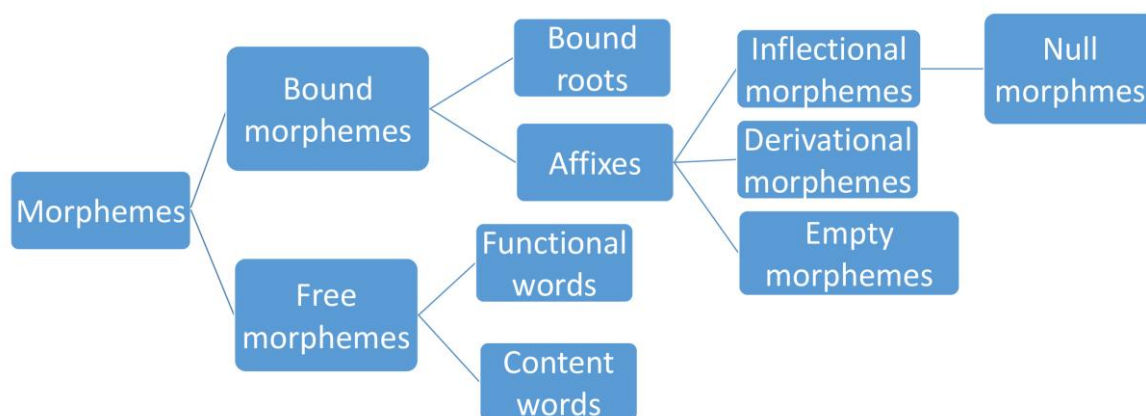 Morphemes
Bound
morphemes
Bound
roots
Affixes
Inflectional
morphemes
Null
morphmes
Derivational
morphemes
Empty
morphemes
Free
morphemes
Functional
words
Content
words